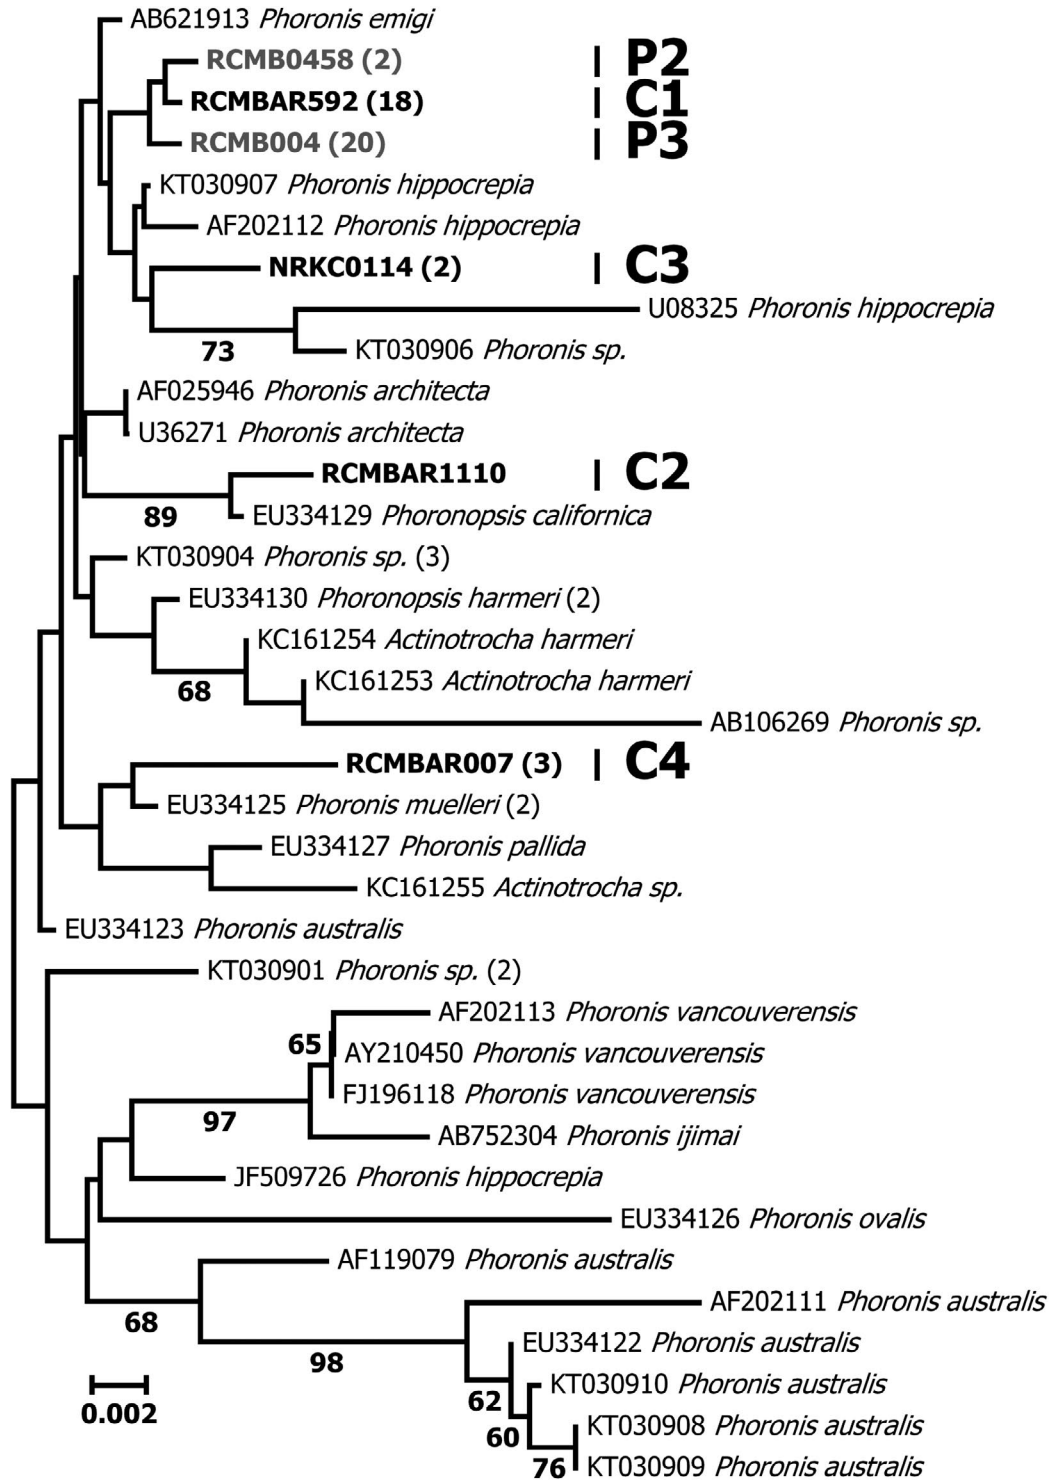 AB621913 Phoronis emigi
RCMB0458 (2) | P2
RCMBAR592 (18) | C1
RCMB004 (20) | P3
KT030907 Phoronis hippocrepia
AF202112 Phoronis hippocrepia
NRKC0114 (2) | C3
U08325 Phoronis hippocrepia
73
KT030906 Phoronis sp.
AF025946 Phoronis architecta
U36271 Phoronis architecta
RCMBAR1110 | C2
89
EU334129 Phoronopsis californica
KT030904 Phoronis sp. (3)
EU334130 Phoronopsis harmeri (2)
KC161254 Actinotrocha harmeri
68
KC161253 Actinotrocha harmeri
AB106269 Phoronis sp.
RCMBAR007 (3) | C4
EU334125 Phoronis muelleri (2)
EU334127 Phoronis pallida
KC161255 Actinotrocha sp.
EU334123 Phoronis australis
KT030901 Phoronis sp. (2)
AF202113 Phoronis vancouverensis
65
AY210450 Phoronis vancouverensis
FJ196118 Phoronis vancouverensis
97
AB752304 Phoronis ijimai
JF509726 Phoronis hippocrepia
EU334126 Phoronis ovalis
AF119079 Phoronis australis
68
AF202111 Phoronis australis
98
EU334122 Phoronis australis
62
KT030910 Phoronis australis
0.002
60
KT030908 Phoronis australis
76
KT030909 Phoronis australis